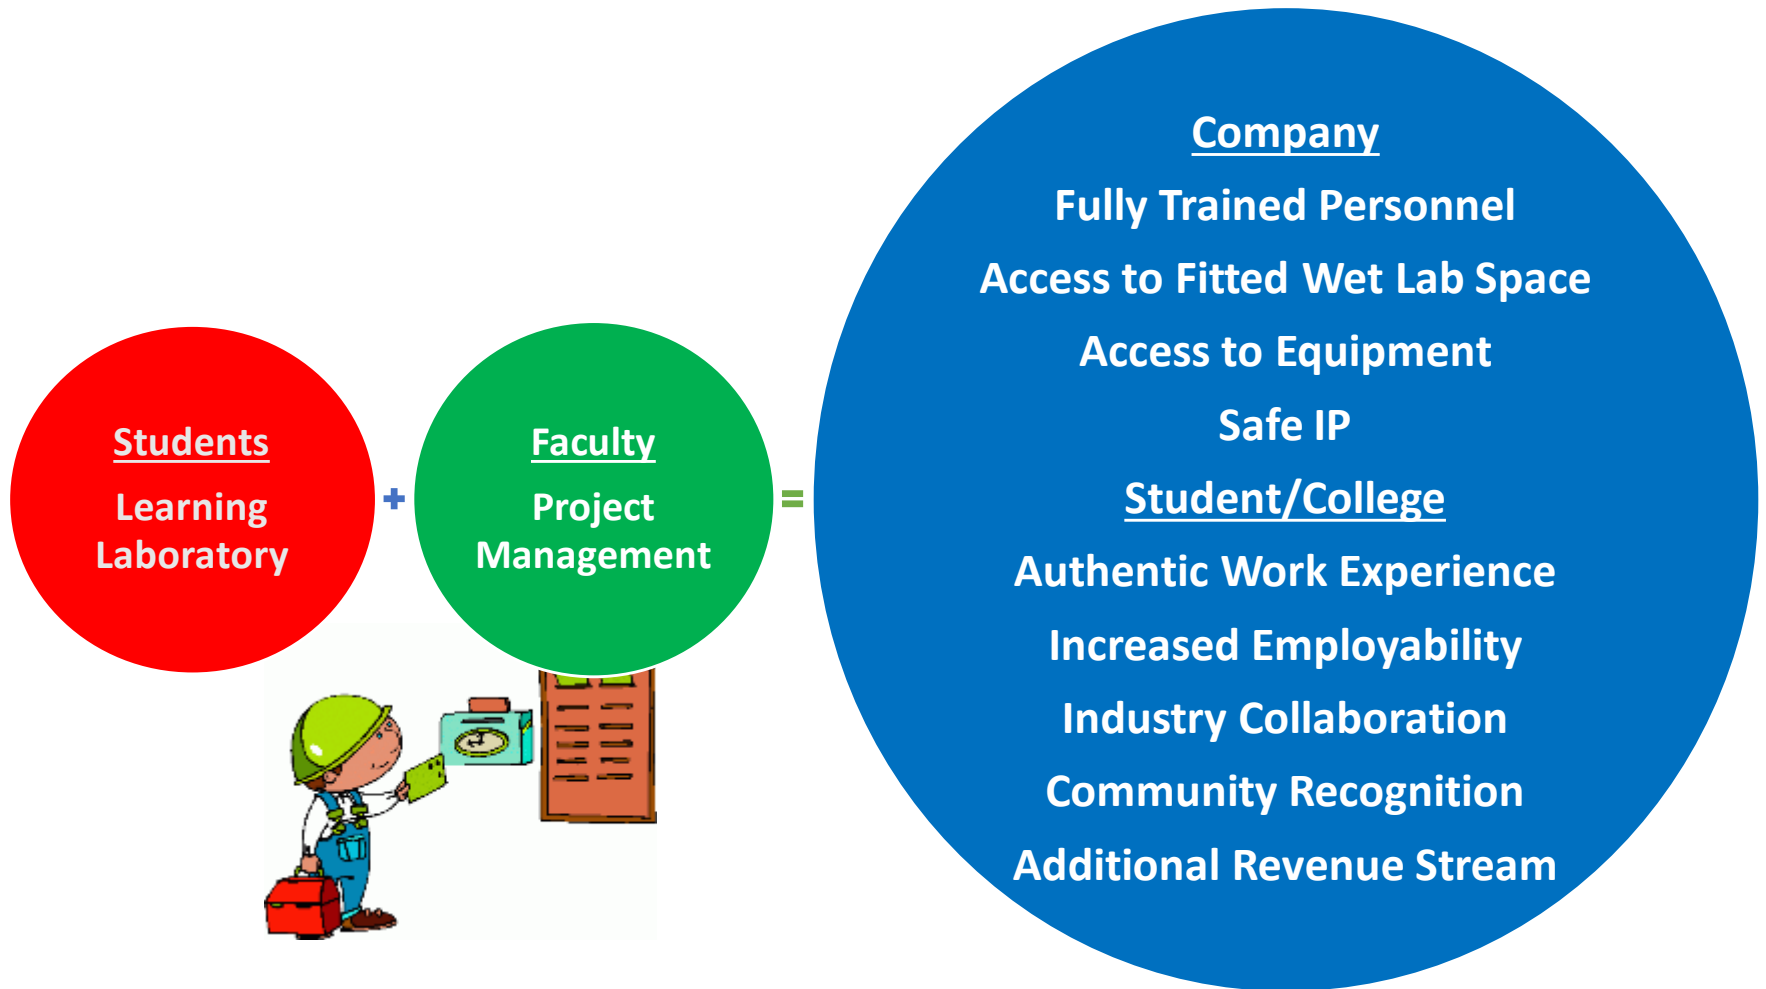 Students
Learning
Laboratory
+
Faculty
Project
Management
=
Company
Fully Trained Personnel
Access to Fitted Wet Lab Space
Access to Equipment
Safe IP
Student/College
Authentic Work Experience
Increased Employability
Industry Collaboration
Community Recognition
Additional Revenue Stream